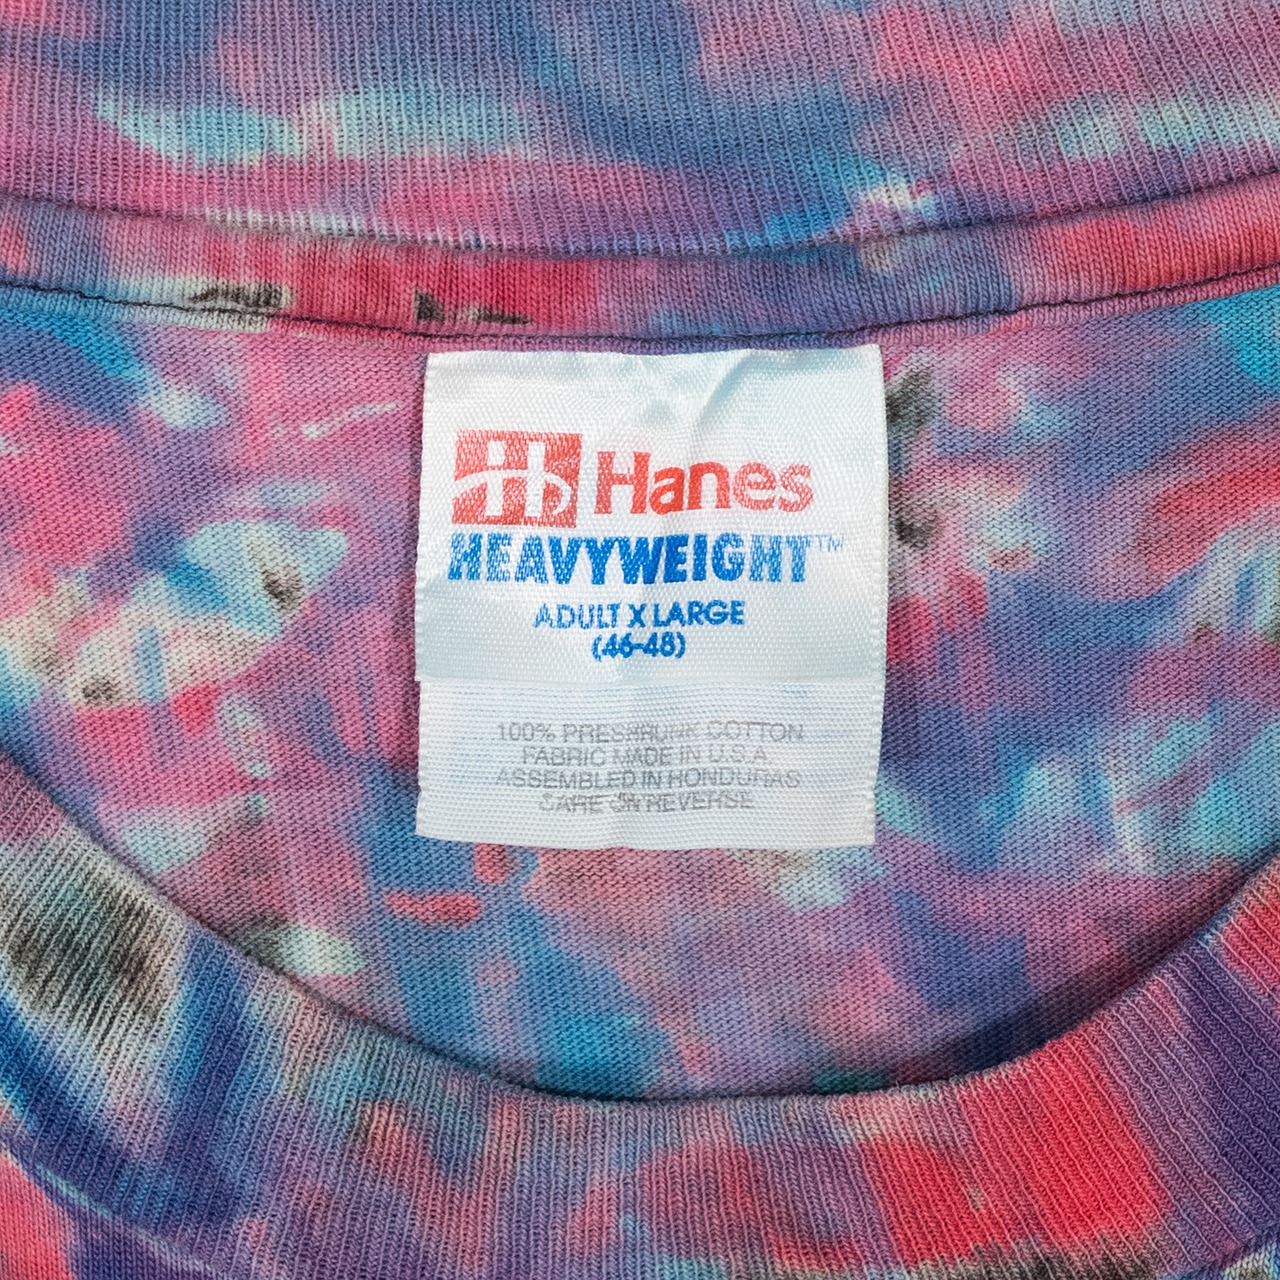 Hanes
HEAVYWEIGHT™
ADULT X LARGE
(46-48)
100% PRESHRUNK COTTON
FABRIC MADE IN U.S.A.
ASSEMBLED IN HONDURAS
CARE ON REVERSE